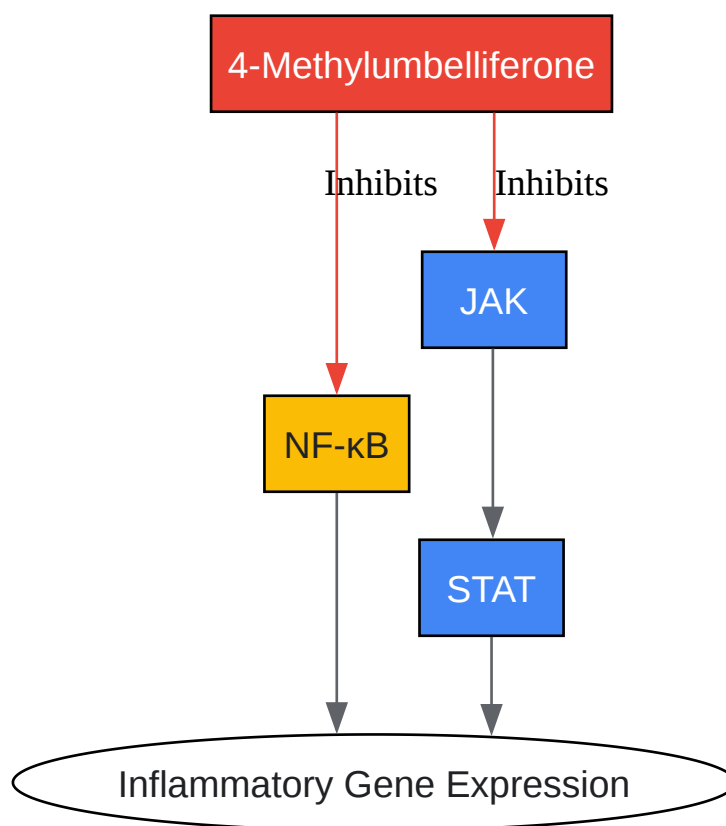 4-Methylumbelliferone
Inhibits
Inhibits
JAK
NF-κB
STAT
Inflammatory Gene Expression